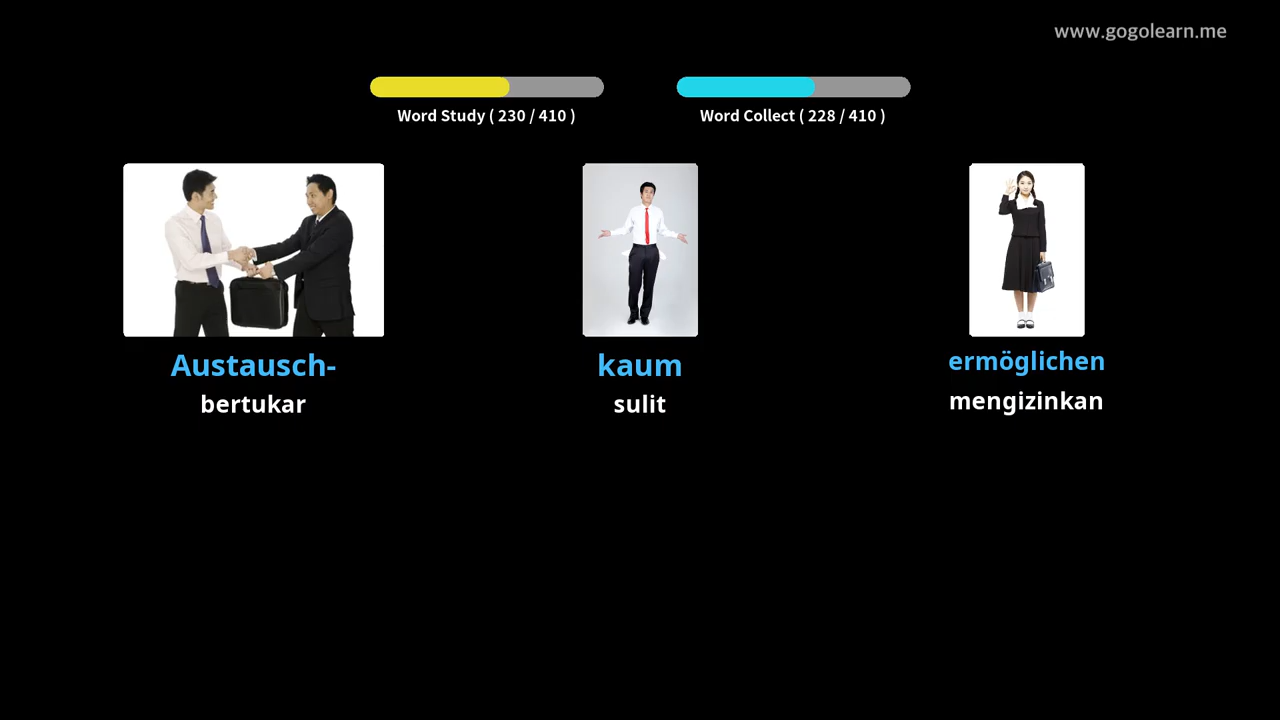 www.gogolearn.me
Word Study ( 230 / 410 )
Word Collect ( 228 / 410 )
Austausch-
bertukar
kaum
sulit
ermöglichen
mengizinkan